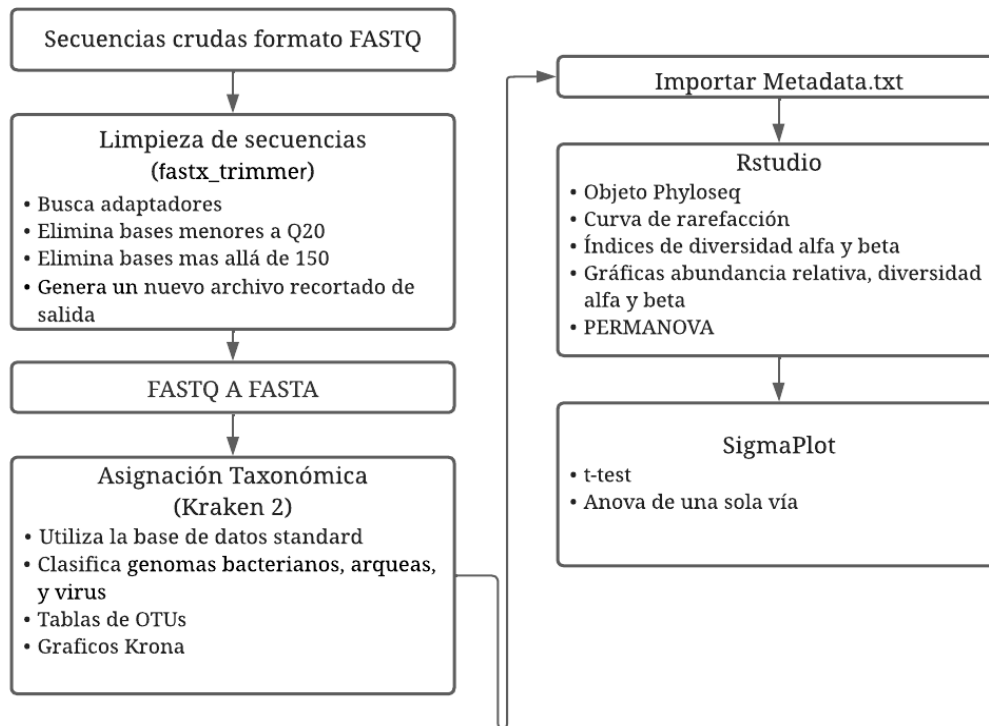 Secuencias crudas formato FASTQ
Limpieza de secuencias
(fastx_trimmer)
• Busca adaptadores
• Elimina bases menores a Q20
• Elimina bases mas allá de 150
• Genera un nuevo archivo recortado de
salida
FASTQ A FASTA
Asignación Taxonómica
(Kraken 2)
• Utiliza la base de datos standard
• Clasifica genomas bacterianos, arqueas,
y virus
• Tablas de OTUs
• Graficos Krona
Importar Metadata.txt
Rstudio
• Objeto Phyloseq
• Curva de rarefacción
• Índices de diversidad alfa y beta
• Gráficas abundancia relativa, diversidad
alfa y beta
• PERMANOVA
SigmaPlot
• t-test
• Anova de una sola vía